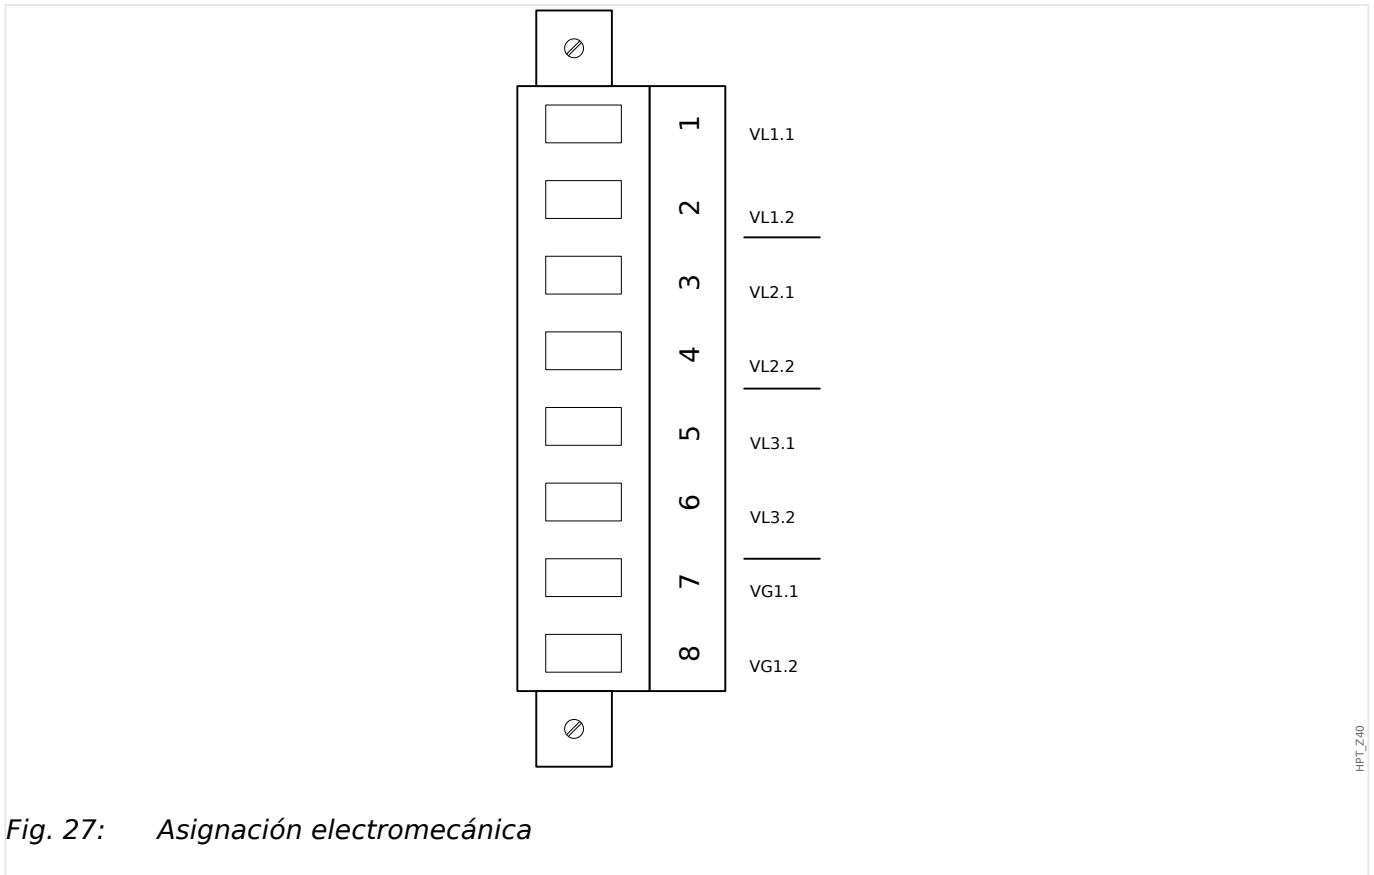 1 VL1.1
2 VL1.2
3 VL2.1
4 VL2.2
5 VL3.1
6 VL3.2
7 VG1.1
8 VG1.2
HPT_Z40
Fig. 27: Asignación electromecánica